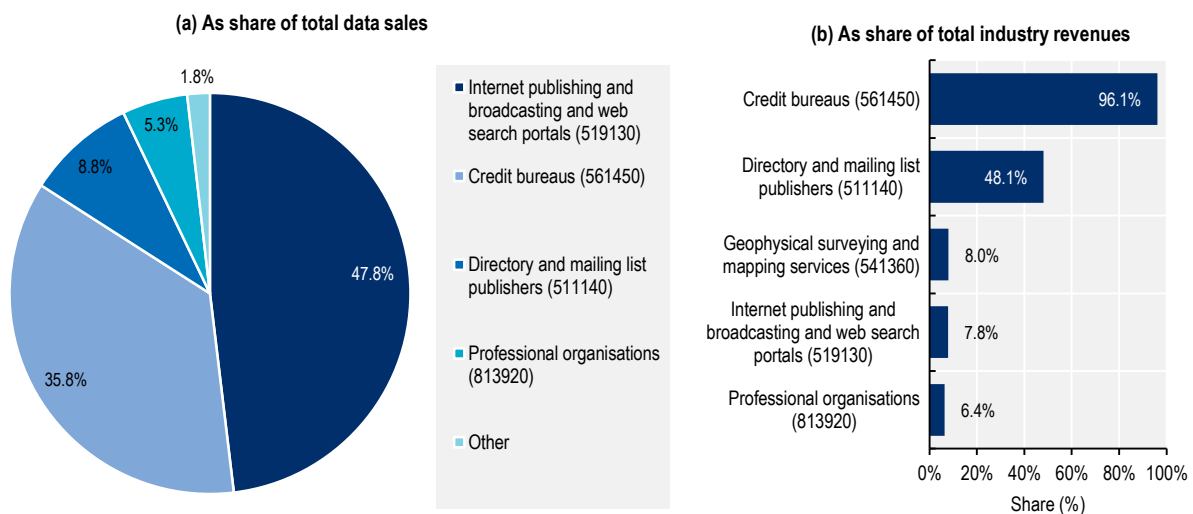 (a) As share of total data sales
1.8%
5.3%
8.8%
47.8%
35.8%
Internet publishing and
broadcasting and web
search portals (519130)
Credit bureaus (561450)
Directory and mailing list
publishers (511140)
Professional organisations
(813920)
Other
(b) As share of total industry revenues
Credit bureaus (561450)
96.1%
Directory and mailing list
publishers (511140)
48.1%
Geophysical surveying and
mapping services (541360)
8.0%
Internet publishing and
broadcasting and web search
portals (519130)
7.8%
Professional organisations
(813920)
6.4%
0% 20% 40% 60% 80% 100%
Share (%)